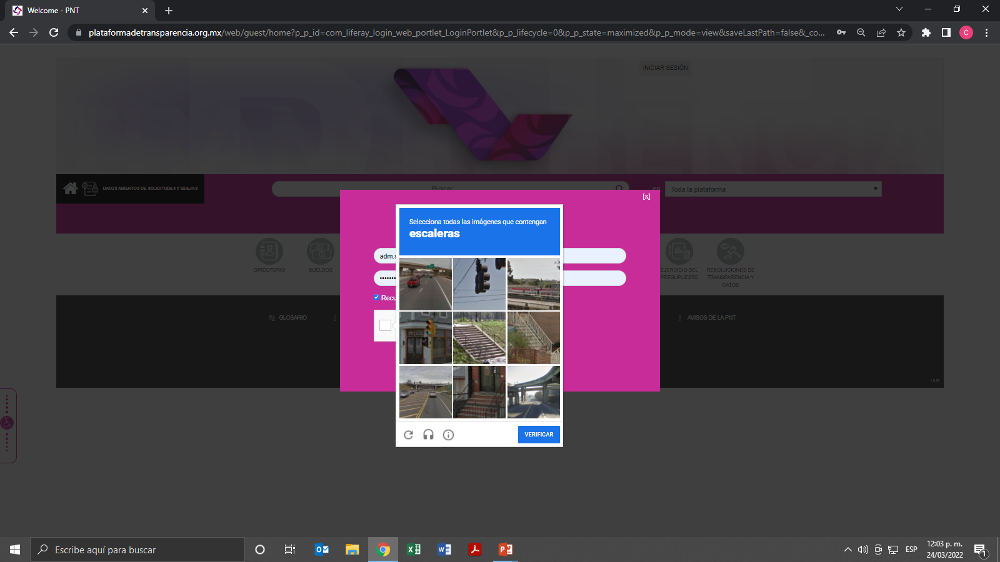 Welcome - PNT
plataformadetransparencia.org.mx/web/guest/home?p_p_id=com_liferay_login_web_portlet_LoginPortlet&p_p_lifecycle=0&p_p_state=maximized&p_p_mode=view&saveLastPath=false&_co...
C
INICIAR SESIÓN
DATOS ABIERTOS DE SOLICITUDES Y QUEJAS
Buscar
en
Toda la plataforma
[x]
Selecciona todas las imágenes que contengan
escaleras
adm.s
Recu
DIRECTORIO
SUELDOS
EJERCICIO DEL
PRESUPUESTO
RESOLUCIONES DE
TRANSPARENCIA Y
DATOS
GLOSARIO
AVISOS DE LA PNT
VERIFICAR
Escribe aquí para buscar
ESP
12:03 p. m.
24/03/2022
1